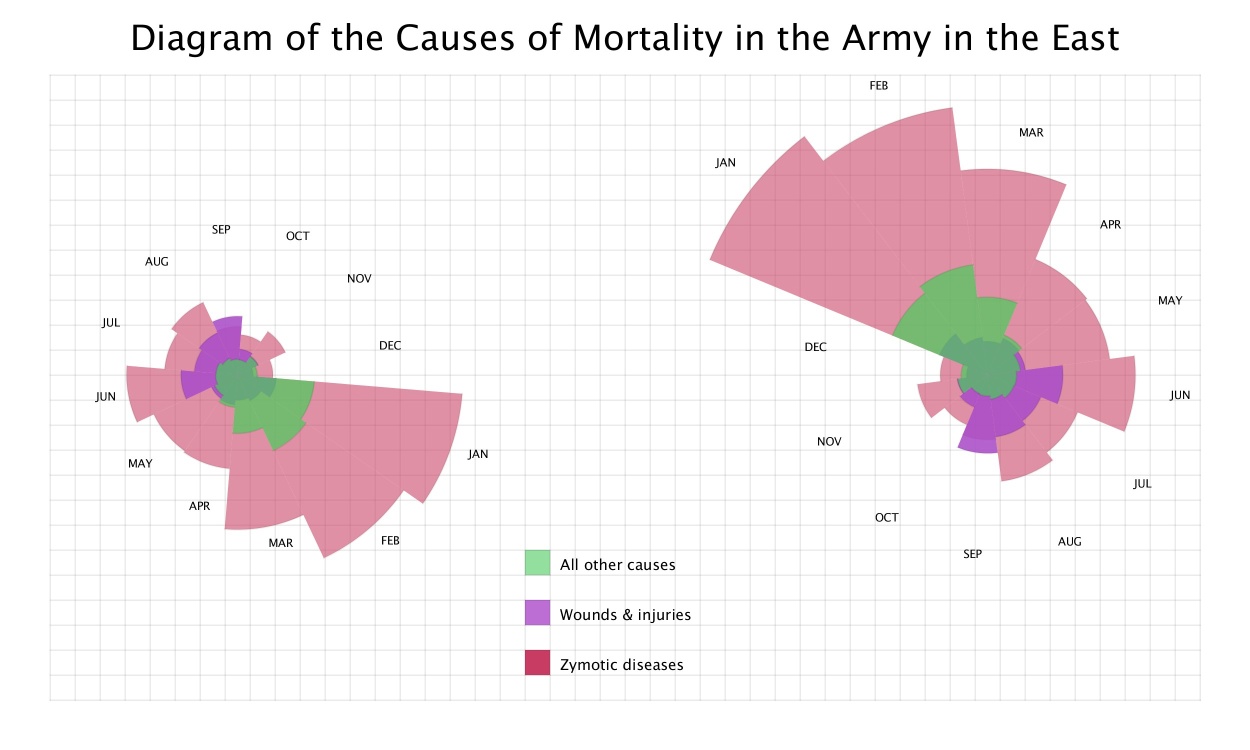 Diagram of the Causes of Mortality in the Army in the East
SEP
OCT
AUG
NOV
JUL
DEC
JUN
JAN
MAY
APR
MAR
FEB
FEB
MAR
JAN
APR
MAY
DEC
JUN
NOV
JUL
OCT
SEP
AUG
All other causes
Wounds & injuries
Zymotic diseases